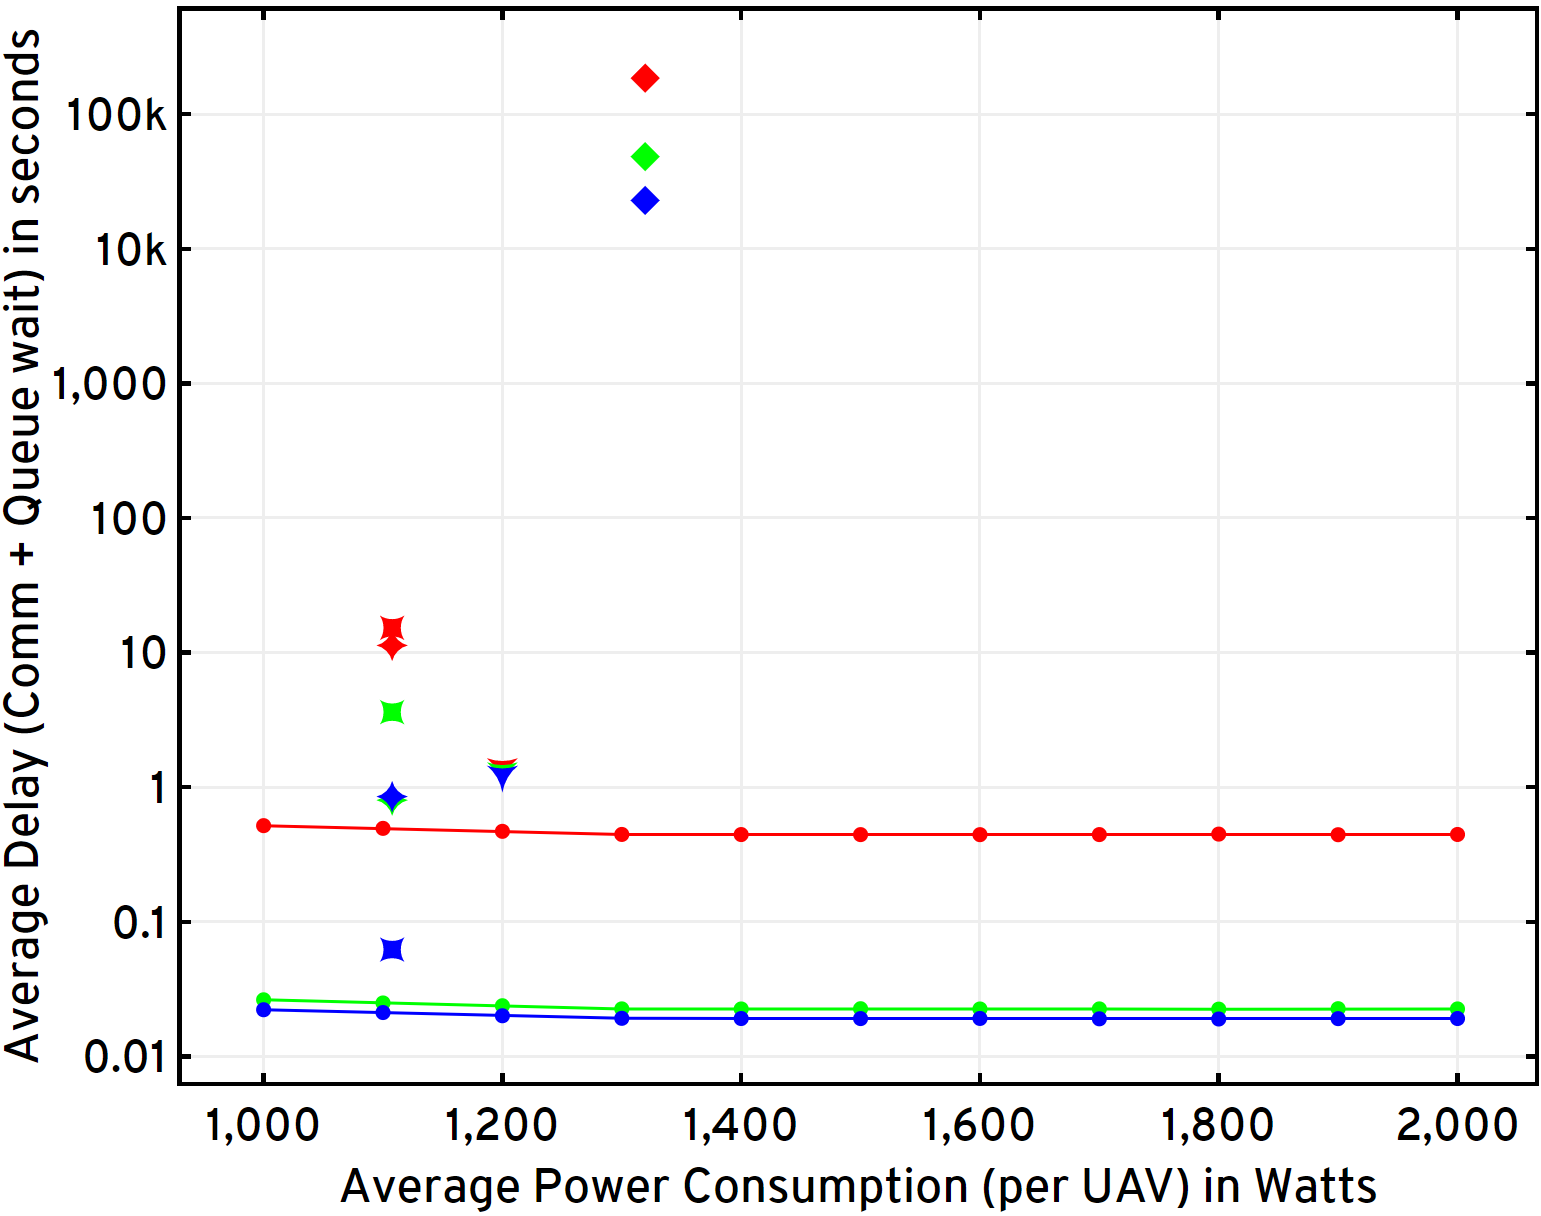 Average Delay (Comm + Queue wait) in seconds
100k
10k
1,000
100
10
1
0.1
0.01
1,000 1,200 1,400 1,600 1,800 2,000
Average Power Consumption (per UAV) in Watts